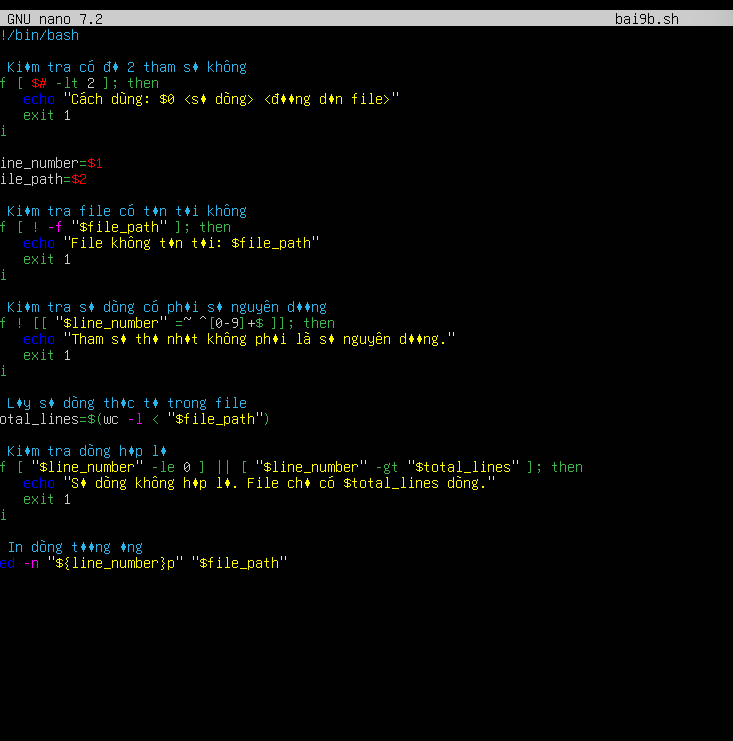 GNU nano 7.2 bai9b.sh
!/bin/bash
Ki♦m tra có đ♦ 2 tham s♦ không
f [ $# -lt 2 ]; then
echo "Cách dùng: $0 <s♦ dòng> <đ♦♦ng d♦n file>"
exit 1
i
ine_number=$1
ile_path=$2
Ki♦m tra file có t♦n t♦i không
f [ ! -f "$file_path" ]; then
echo "File không t♦n t♦i: $file_path"
exit 1
i
Ki♦m tra s♦ dòng có ph♦i s♦ nguyên d♦♦ng
f ! [[ "$line_number" =~ ^[0-9]+$ ]]; then
echo "Tham s♦ th♦ nh♦t không ph♦i là s♦ nguyên d♦♦ng."
exit 1
i
L♦y s♦ dòng th♦c t♦ trong file
otal_lines=$(wc -l < "$file_path")
Ki♦m tra dòng h♦p l♦
f [ "$line_number" -le 0 ] || [ "$line_number" -gt "$total_lines" ]; then
echo "S♦ dòng không h♦p l♦. File ch♦ có $total_lines dòng."
exit 1
i
In dòng t♦♦ng ♦ng
ed -n "${line_number}p" "$file_path"